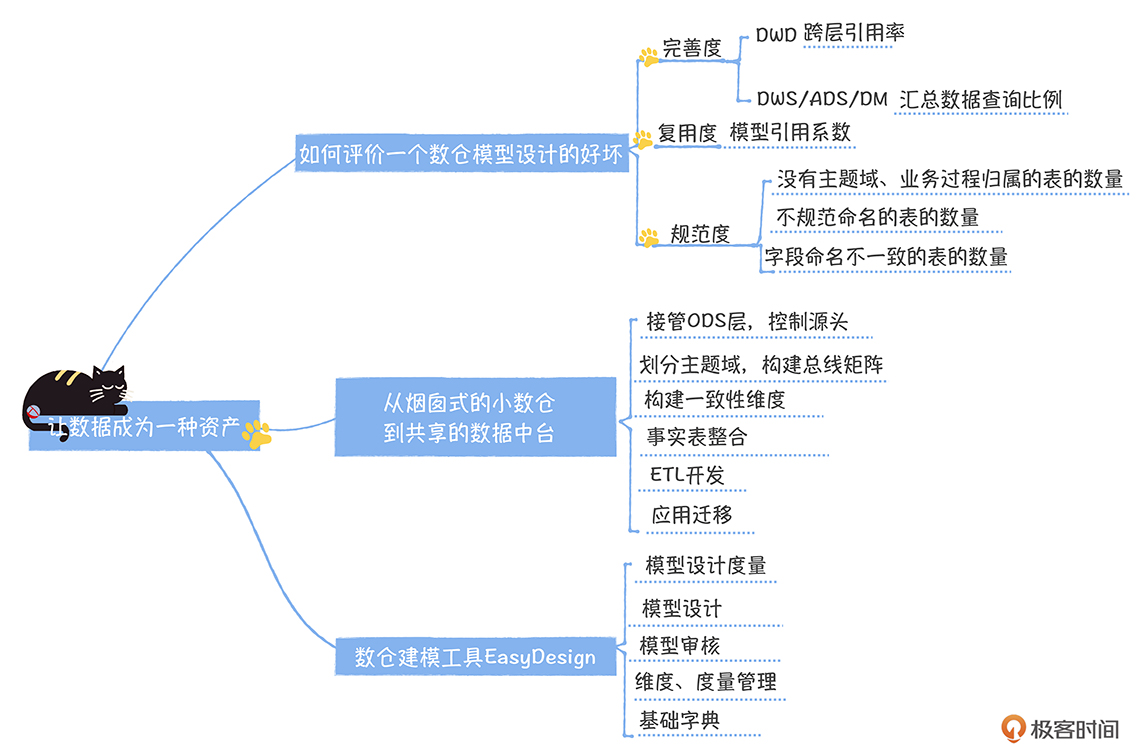 让数据成为一种资产
如何评价一个数仓模型设计的好坏
完善度
DWD 跨层引用率
DWS/ADS/DM 汇总数据查询比例
复用度 模型引用系数
规范度
没有主题域、业务过程归属的表的数量
不规范命名的表的数量
字段命名不一致的表的数量
从烟囱式的小数仓
到共享的数据中台
接管ODS层，控制源头
划分主题域，构建总线矩阵
构建一致性维度
事实表整合
ETL开发
应用迁移
数仓建模工具EasyDesign
模型设计度量
模型设计
模型审核
维度、度量管理
基础字典
极客时间